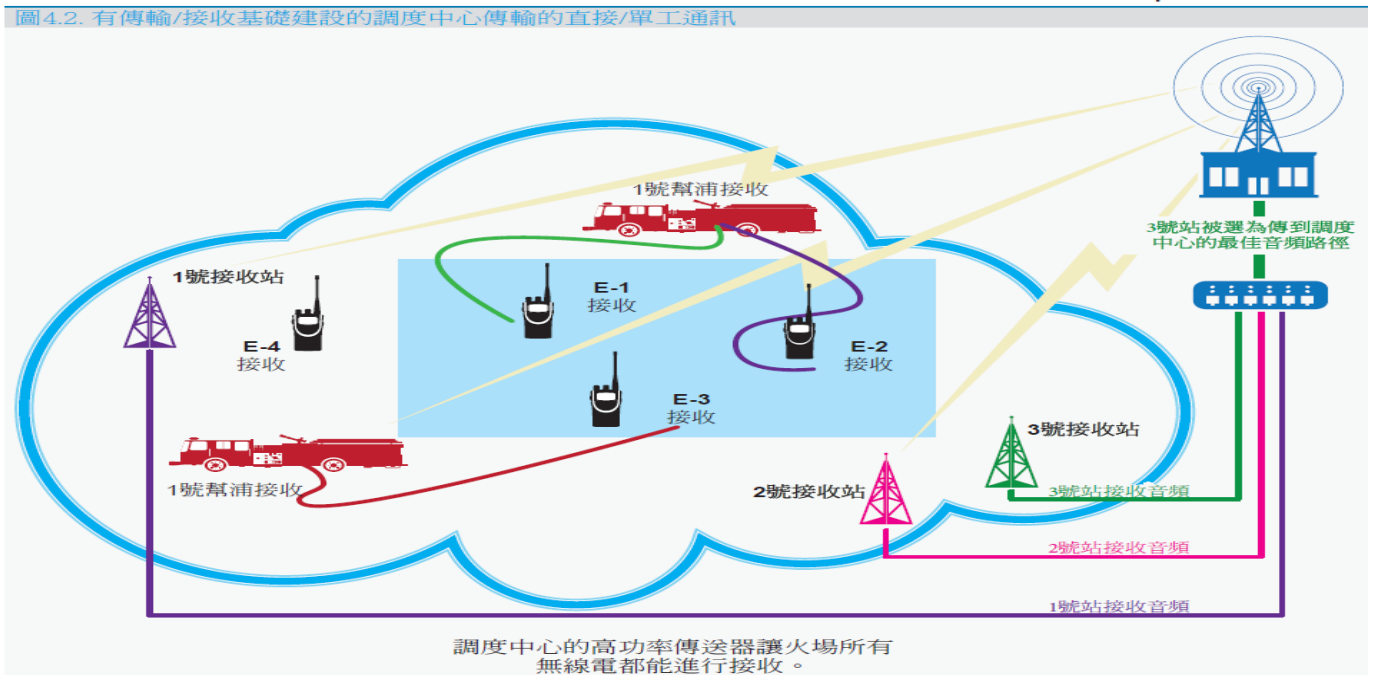 圖4.2. 有傳輸/接收基礎建設的調度中心傳輸的直接/單工通訊
1號幫浦接收
3號站被選為傳到調度
中心的最佳音頻路徑
1號接收站
E-1
接收
E-4
接收
E-2
接收
E-3
接收
3號接收站
1號幫浦接收
2號接收站
3號站接收音頻
2號站接收音頻
1號站接收音頻
調度中心的高功率傳送器讓火場所有
無線電都能進行接收。